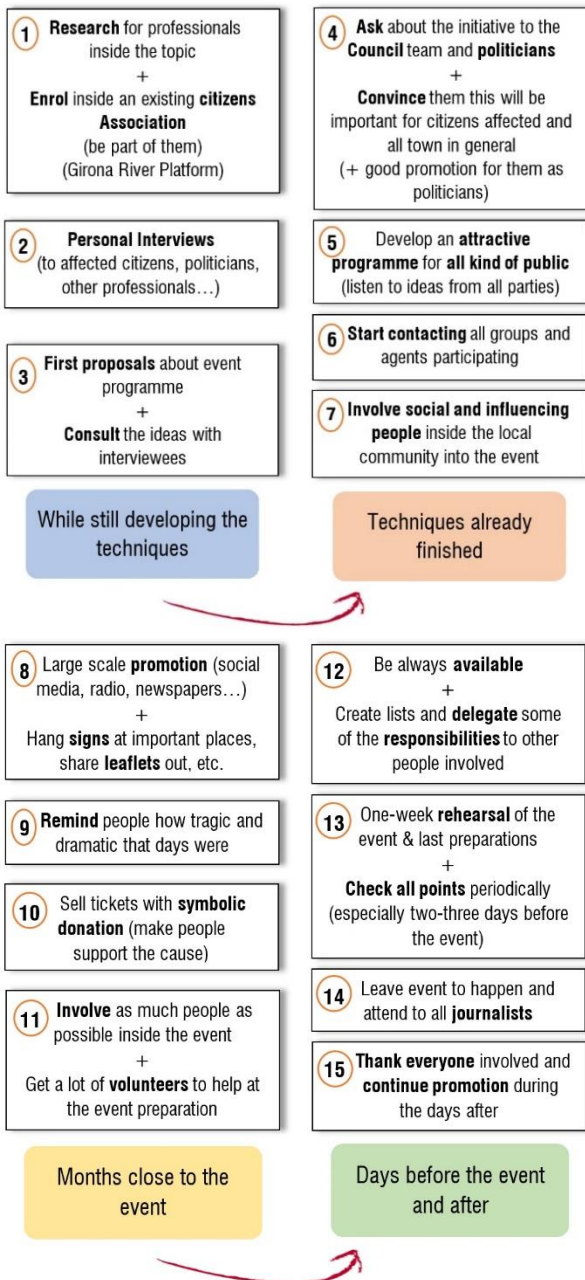 1 Research for professionals
inside the topic
+
Enrol inside an existing citizens
Association
(be part of them)
(Girona River Platform)
2 Personal Interviews
(to affected citizens, politicians,
other professionals...)
3 First proposals about event
programme
+
Consult the ideas with
interviewees
While still developing the
techniques
4 Ask about the initiative to the
Council team and politicians
+
Convince them this will be
important for citizens affected and
all town in general
(+ good promotion for them as
politicians)
5 Develop an attractive
programme for all kind of public
(listen to ideas from all parties)
6 Start contacting all groups and
agents participating
7 Involve social and influencing
people inside the local
community into the event
Techniques already
finished
8 Large scale promotion (social
media, radio, newspapers...)
+
Hang signs at important places,
share leaflets out, etc.
9 Remind people how tragic and
dramatic that days were
10 Sell tickets with symbolic
donation (make people
support the cause)
11 Involve as much people as
possible inside the event
+
Get a lot of volunteers to help at
the event preparation
Months close to the
event
12 Be always available
+
Create lists and delegate some
of the responsibilities to other
people involved
13 One-week rehearsal of the
event & last preparations
+
Check all points periodically
(especially two-three days before
the event)
14 Leave event to happen and
attend to all journalists
15 Thank everyone involved and
continue promotion during
the days after
Days before the event
and after